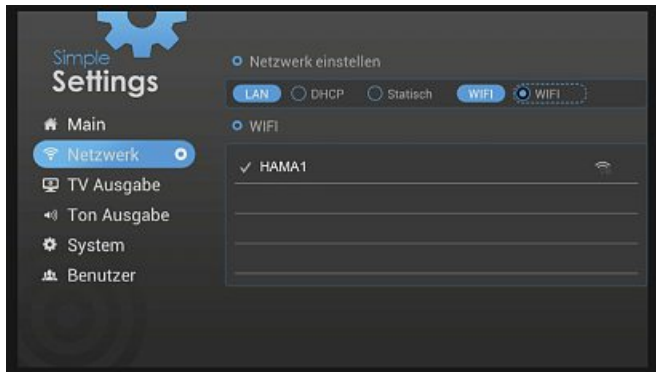 Simple
Settings
Main
Netzwerk
TV Ausgabe
Ton Ausgabe
System
Benutzer
Netzwerk einstellen
LAN DHCP Statisch WIFI WIFI
WIFI
HAMA1